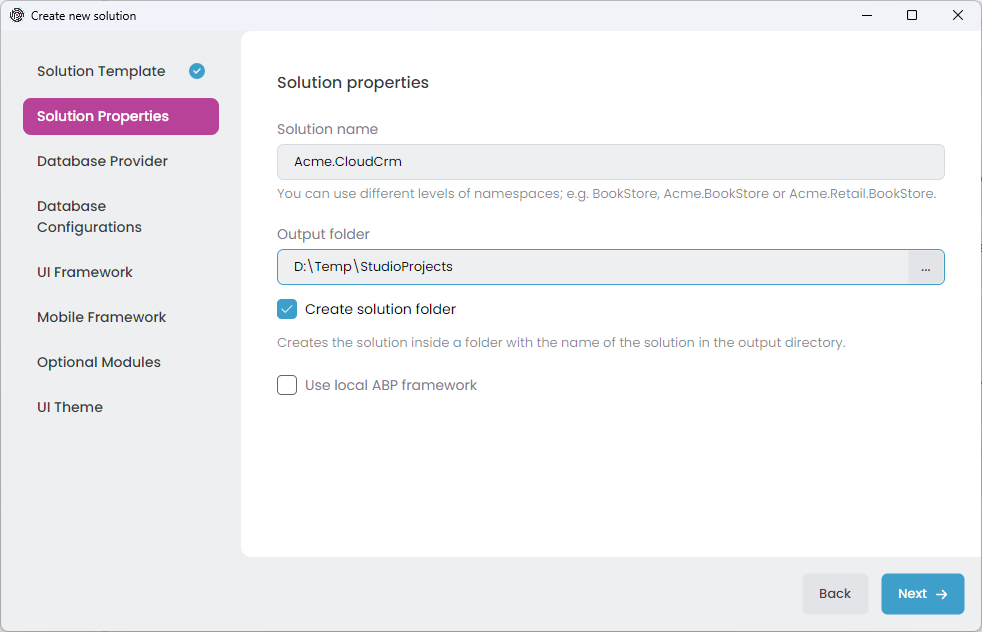 Create new solution
Solution Template
Solution Properties
Database Provider
Database
Configurations
UI Framework
Mobile Framework
Optional Modules
UI Theme
Solution properties
Solution name
Acme.CloudCrm
You can use different levels of namespaces; e.g. BookStore, Acme.BookStore or Acme.Retail.BookStore.
Output folder
D:\Temp\StudioProjects
...
Create solution folder
Creates the solution inside a folder with the name of the solution in the output directory.
Use local ABP framework
Back
Next →